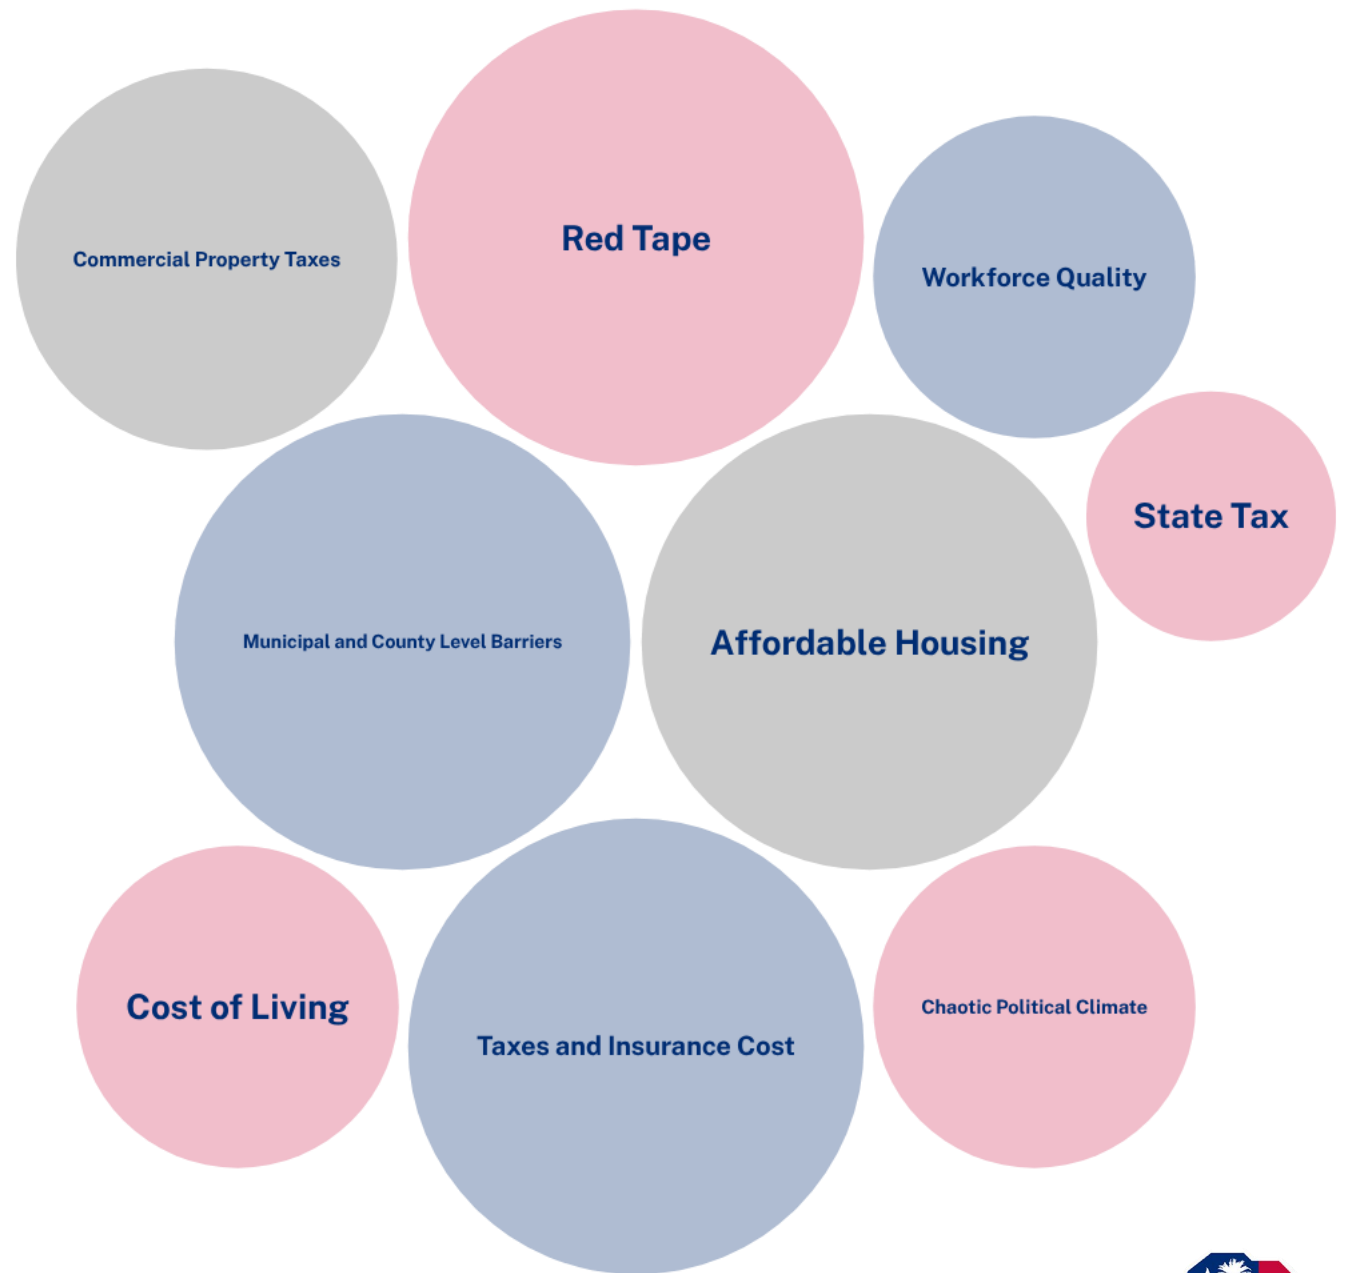 Red Tape
Commercial Property Taxes
Workforce Quality
State Tax
Municipal and County Level Barriers
Affordable Housing
Cost of Living
Taxes and Insurance Cost
Chaotic Political Climate